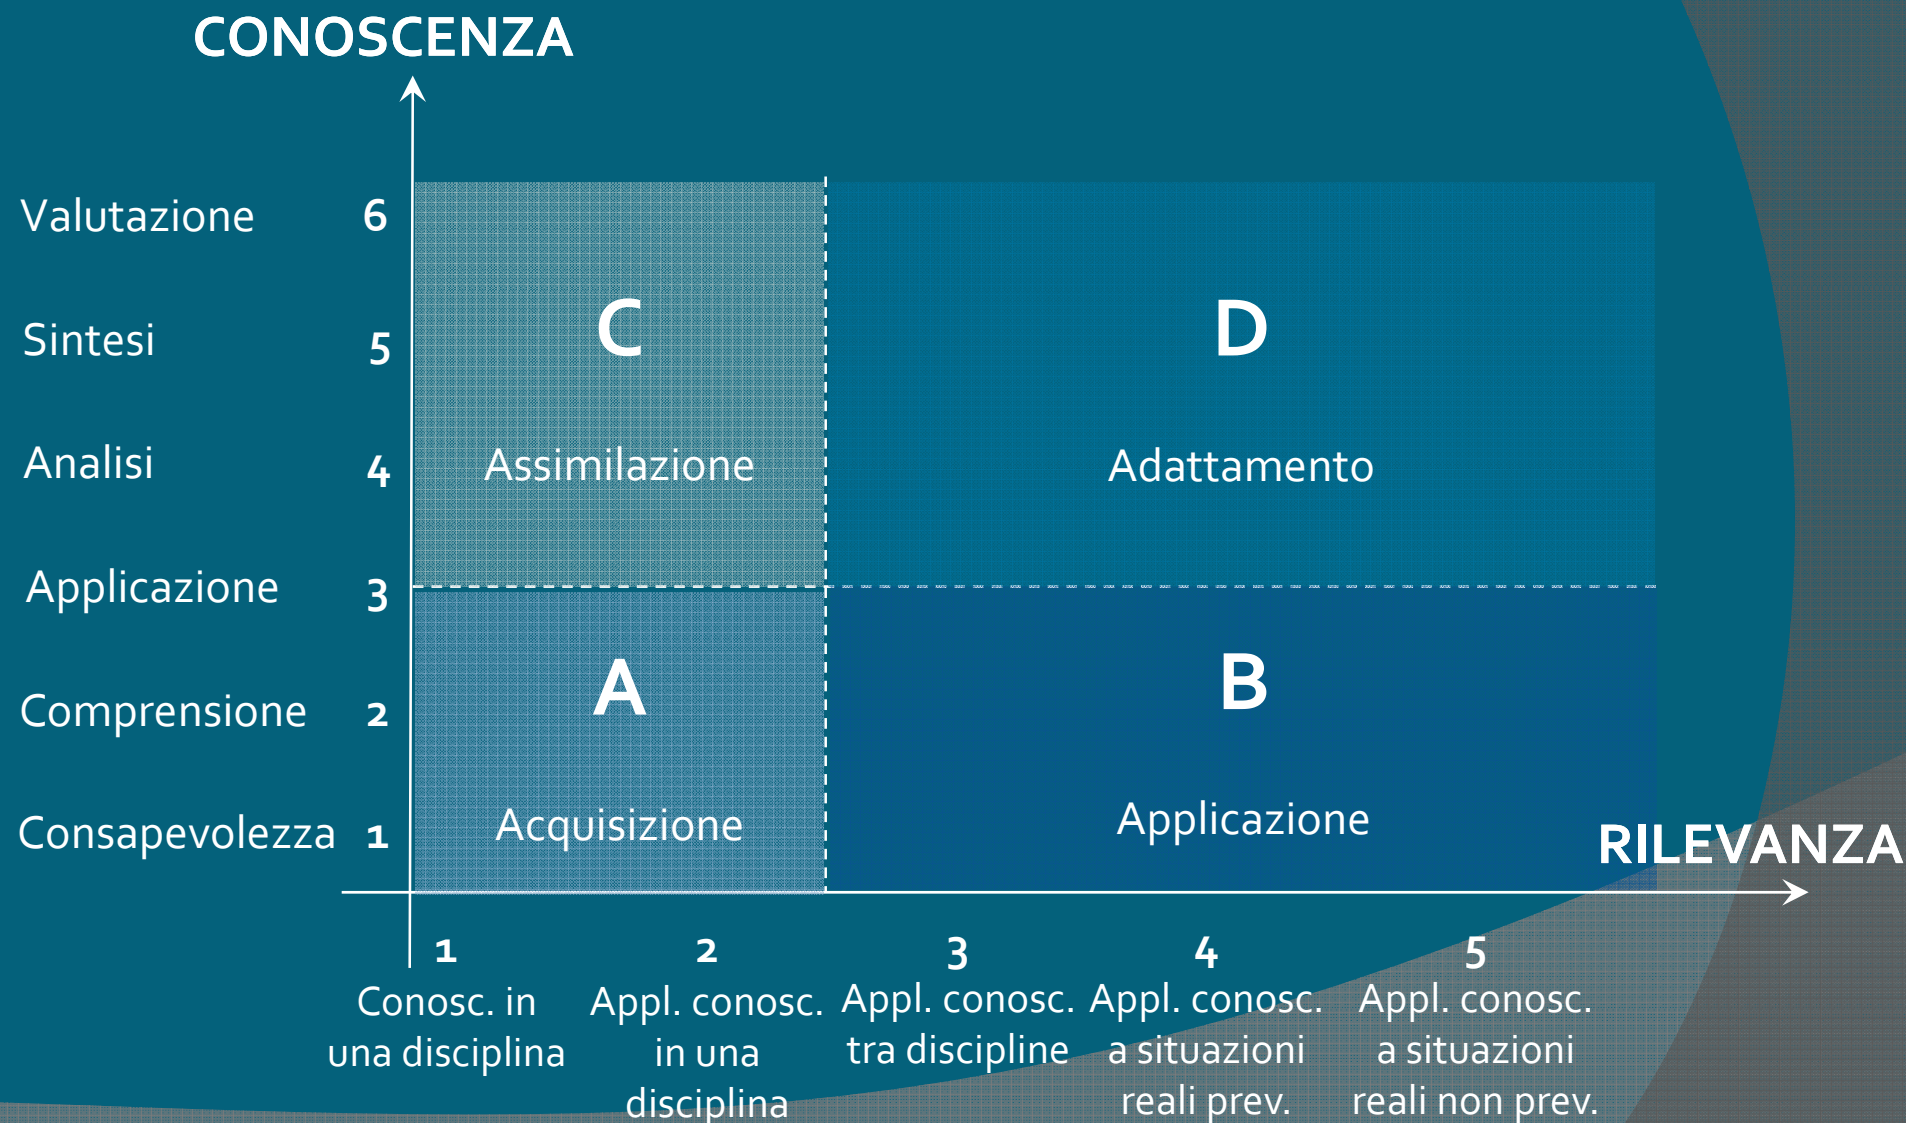 CONOSCENZA
Valutazione 6
Sintesi 5
Analisi 4
Applicazione 3
Comprensione 2
Consapevolezza 1
C
Assimilazione
D
Adattamento
A
Acquisizione
B
Applicazione
RILEVANZA
1
Conosc. in
una disciplina
2
Appl. conosc.
in una
disciplina
3
Appl. conosc.
tra discipline
4
Appl. conosc.
a situazioni
reali prev.
5
Appl. conosc.
a situazioni
reali non prev.